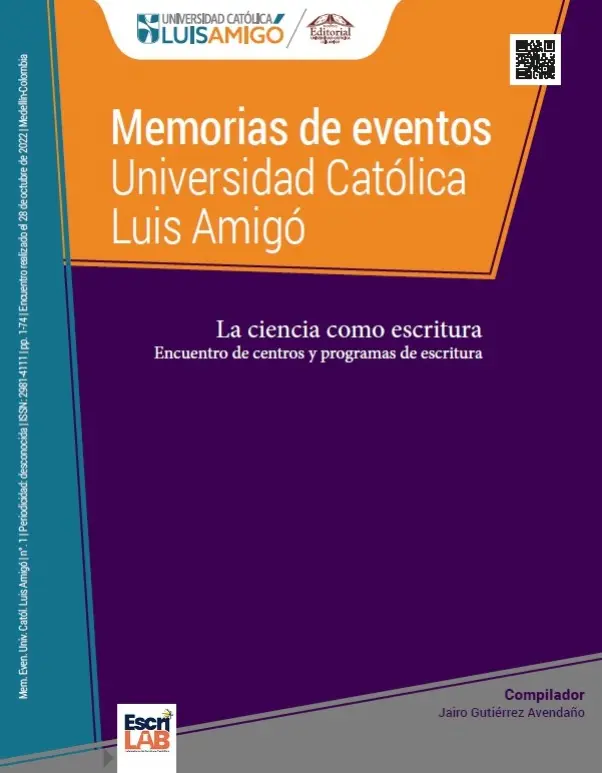 UNIVERSIDAD CATÓLICA
LUIS AMIGÓ
Editorial
Memorias de eventos
Universidad Católica
Luis Amigó
La ciencia como escritura
Encuentro de centros y programas de escritura
Mem. Even. Univ. Catól. Luis Amigó | n°. 1 | Periodicidad: desconocida | ISSN: 2981-4111 | pp. 1-74 | Encuentro realizado el 28 de octubre de 2022 | Medellín-Colombia
Compilador
Jairo Gutiérrez Avendaño
Escri
LAB